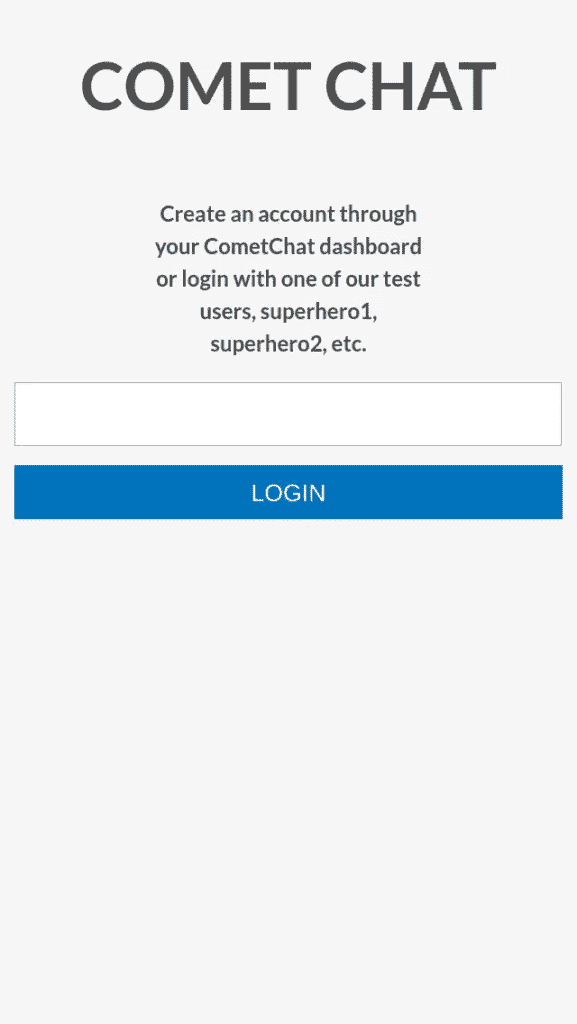 COMET CHAT
Create an account through
your CometChat dashboard
or login with one of our test
users, superhero1,
superhero2, etc.
LOGIN